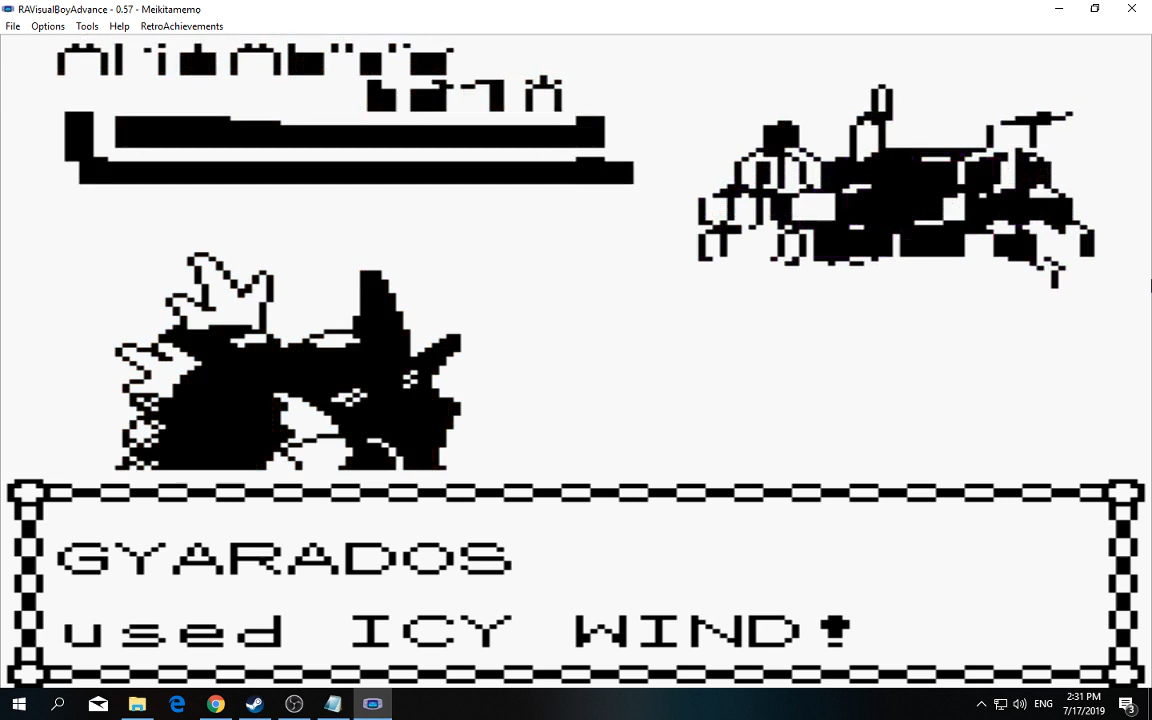 RAVisualBoyAdvance - 0.57 - Meikitamemo
File Options Tools Help RetroAchievements
GYARADOS
used ICY WIND!
ENG
2:31 PM
7/17/2019
3